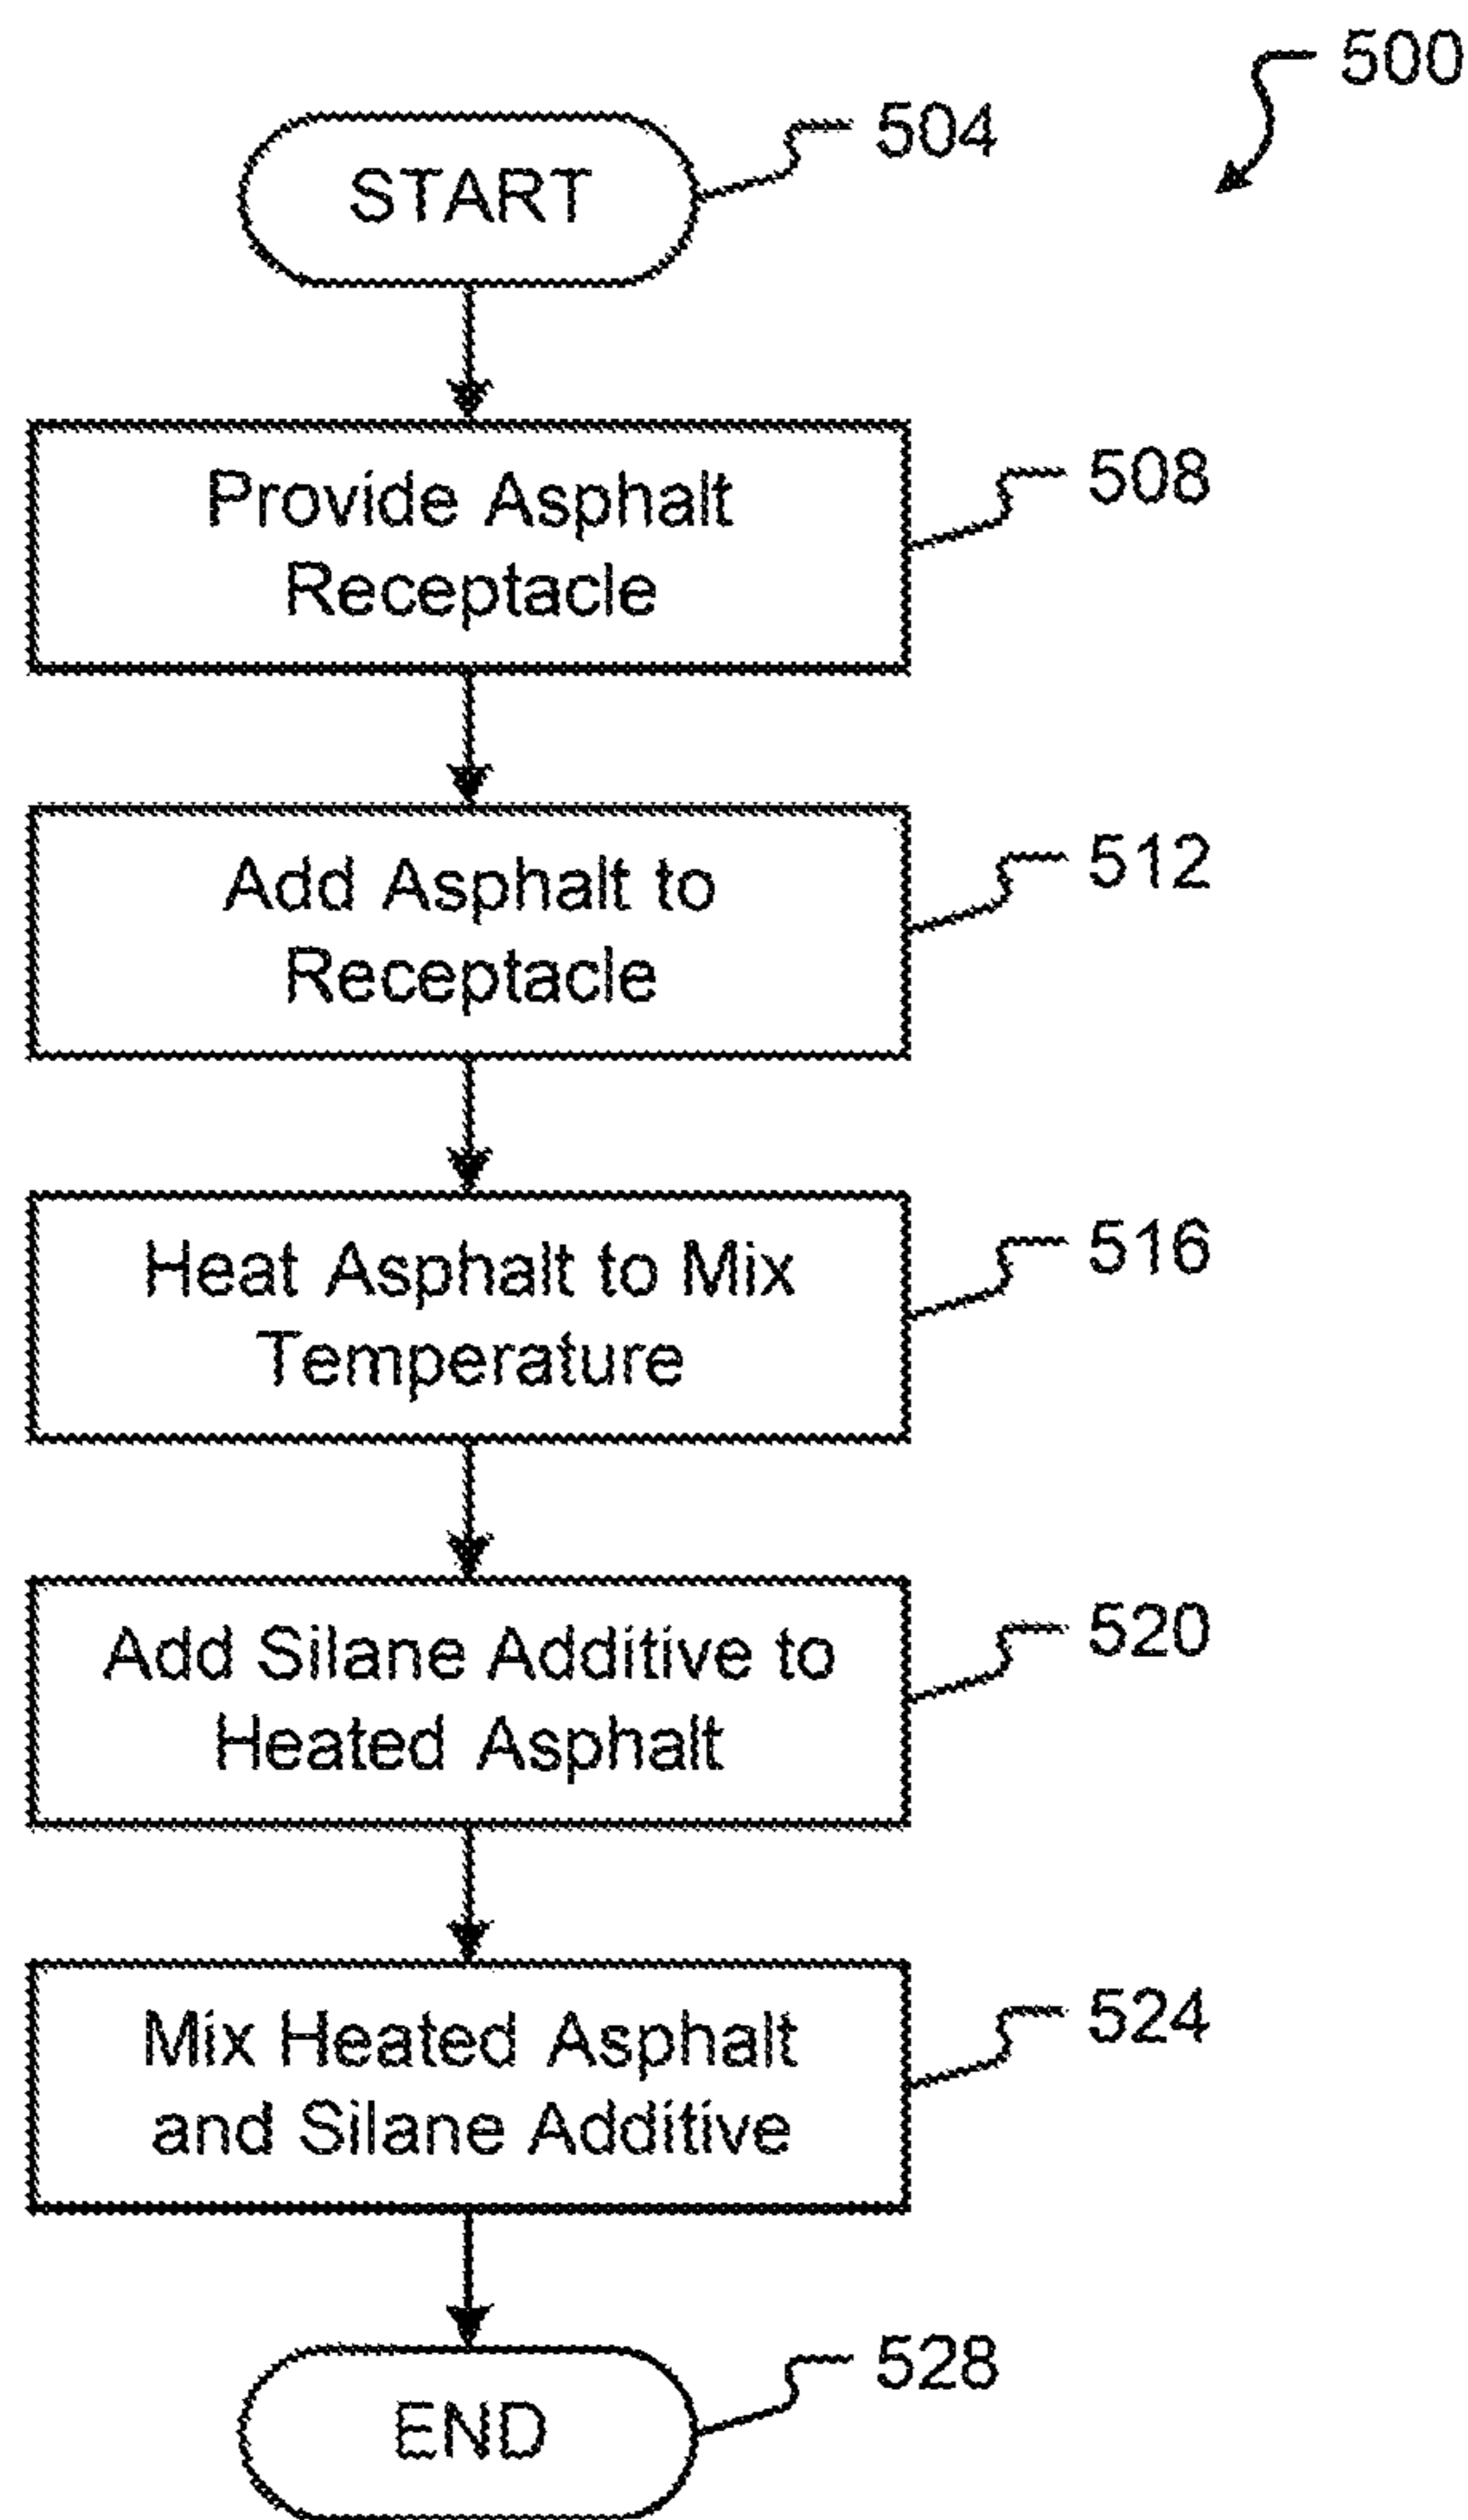 500
START
504
Provide Asphalt
Receptacle
508
Add Asphalt to
Receptacle
512
Heat Asphalt to Mix
Temperature
516
Add Silane Additive to
Heated Asphalt
520
Mix Heated Asphalt
and Silane Additive
524
END
528